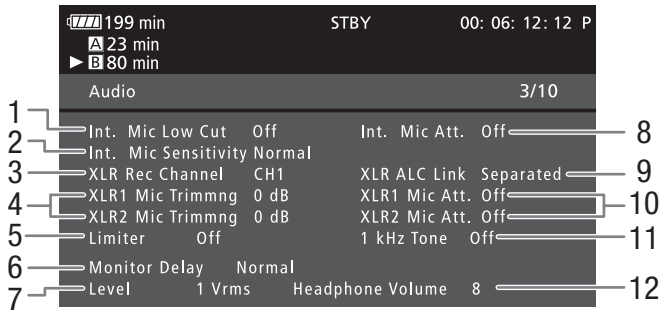 199 min STBY 00: 06: 12: 12 P
A 23 min
B 80 min
Audio 3/10
1 Int. Mic Low Cut Off Int. Mic Att. Off 8
2 Int. Mic Sensitivity Normal
3 XLR Rec Channel CH1 XLR ALC Link Separated 9
4 XLR1 Mic Trimmng 0 dB XLR1 Mic Att. Off 10
XLR2 Mic Trimmng 0 dB XLR2 Mic Att. Off
5 Limiter Off 1 kHz Tone Off 11
6 Monitor Delay Normal
7 Level 1 Vrms Headphone Volume 8 12